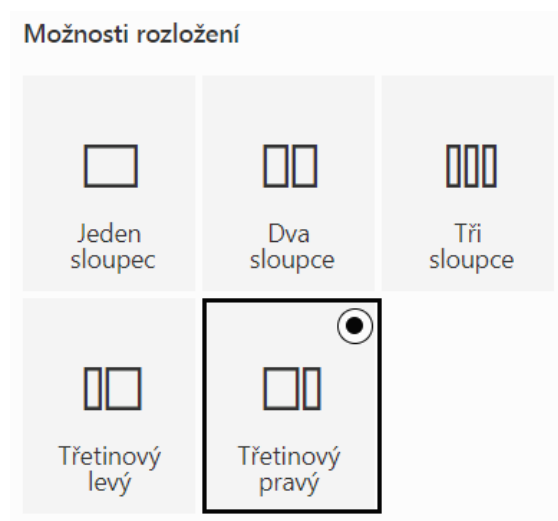 Možnosti rozložení
Jeden
sloupec
Dva
sloupce
Tři
sloupce
Třetinový
levý
Třetinový
pravý